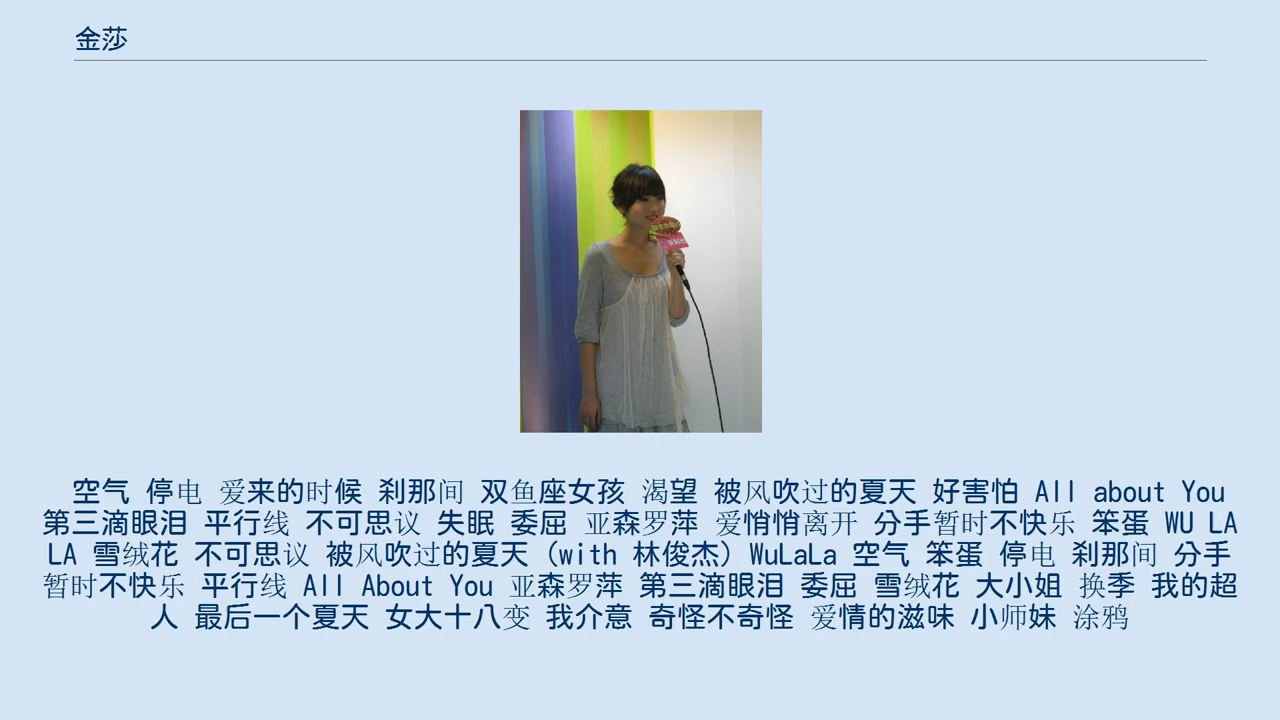 金莎
空气 停电 爱来的时候 刹那间 双鱼座女孩 渴望 被风吹过的夏天 好害怕 All about You
第三滴眼泪 平行线 不可思议 失眠 委屈 亚森罗萍 爱悄悄离开 分手暂时不快乐 笨蛋 WU LA
LA 雪绒花 不可思议 被风吹过的夏天 (with 林俊杰) WuLaLa 空气 笨蛋 停电 刹那间 分手
暂时不快乐 平行线 All About You 亚森罗萍 第三滴眼泪 委屈 雪绒花 大小姐 换季 我的超
人 最后一个夏天 女大十八变 我介意 奇怪不奇怪 爱情的滋味 小师妹 涂鸦